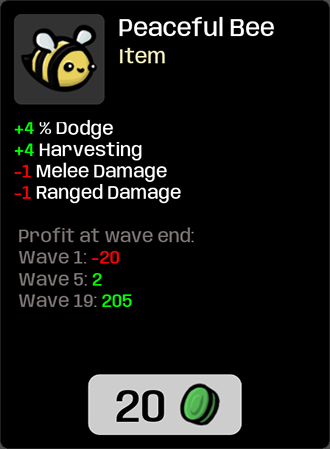 Peaceful Bee
Item
+4 % Dodge
+4 Harvesting
-1 Melee Damage
-1 Ranged Damage
Profit at wave end:
Wave 1: -20
Wave 5: 2
Wave 19: 205
20